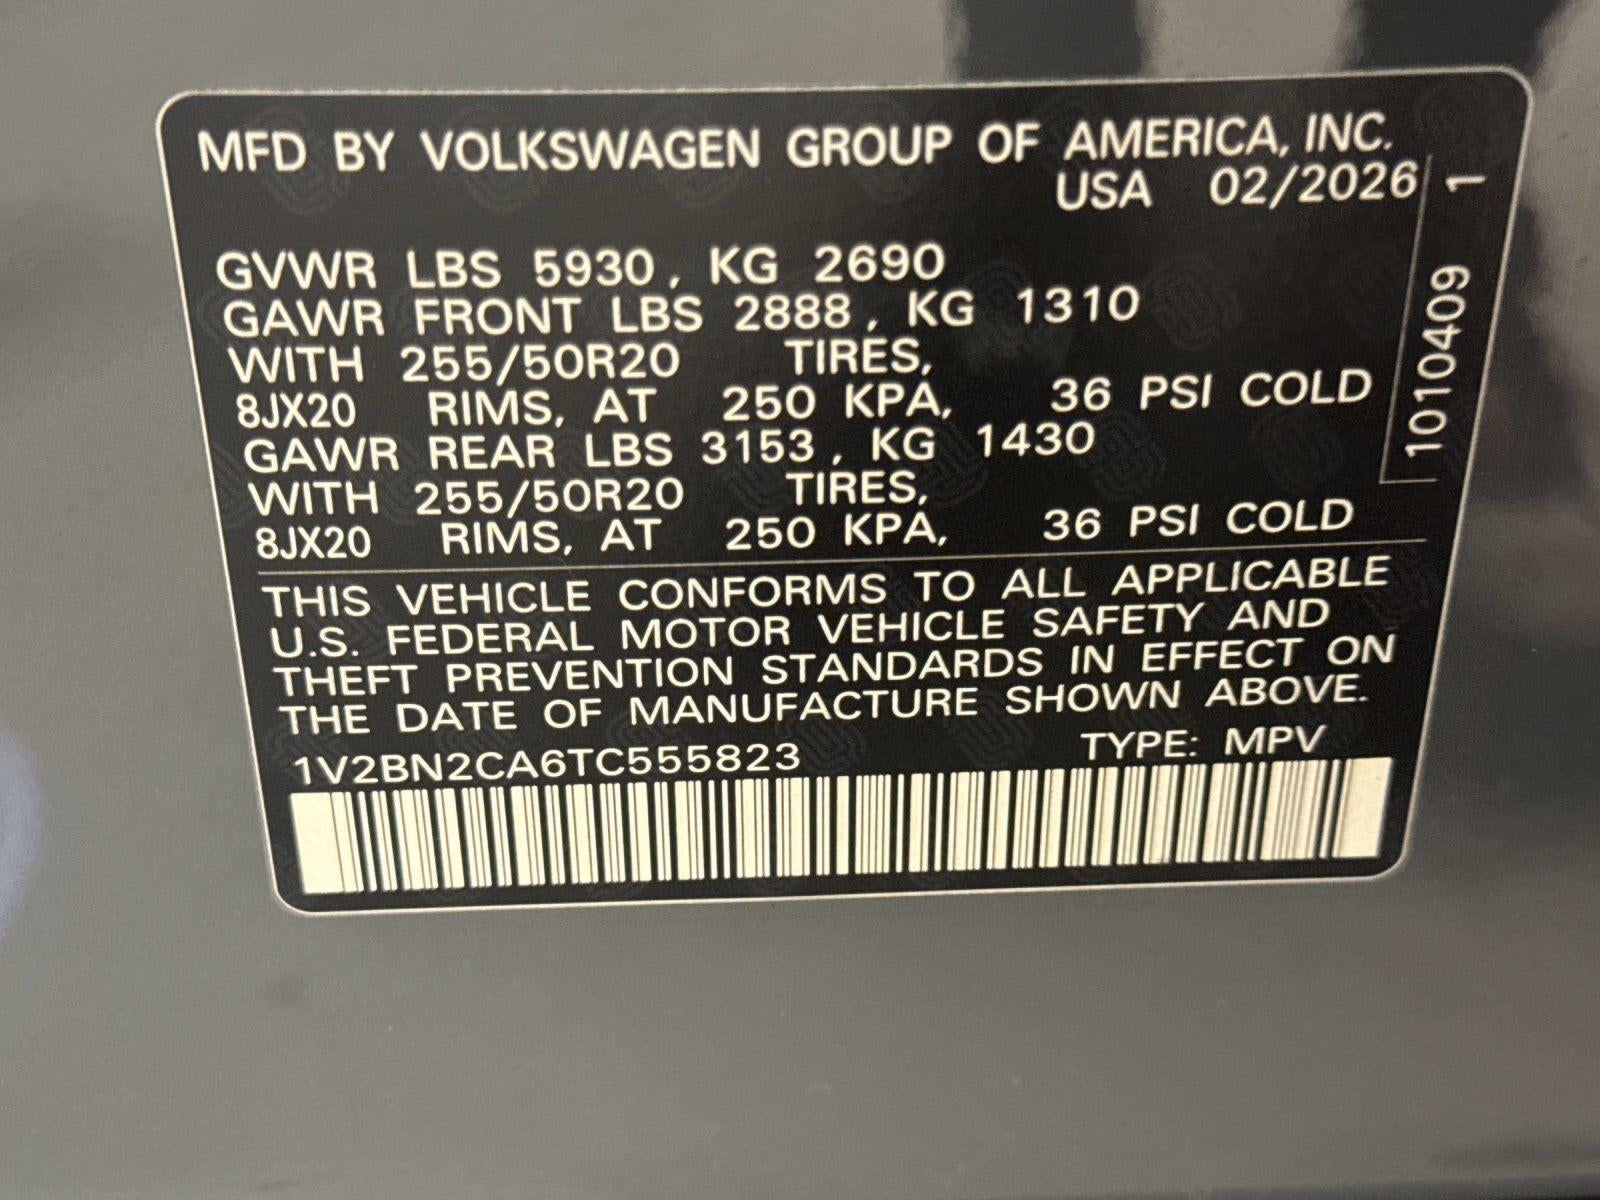 MFD BY VOLKSWAGEN GROUP OF AMERICA, INC.
USA 02/2026
GVWR LBS 5930, KG 2690
GAWR FRONT LBS 2888, KG 1310
WITH 255/50R20 TIRES,
8JX20 RIMS, AT 250 KPA, 36 PSI COLD
GAWR REAR LBS 3153, KG 1430
WITH 255/50R20 TIRES,
8JX20 RIMS, AT 250 KPA, 36 PSI COLD
THIS VEHICLE CONFORMS TO ALL APPLICABLE
U.S. FEDERAL MOTOR VEHICLE SAFETY AND
THEFT PREVENTION STANDARDS IN EFFECT ON
THE DATE OF MANUFACTURE SHOWN ABOVE.
1V2BN2CA6TC555823 TYPE: MPV
1010409 1